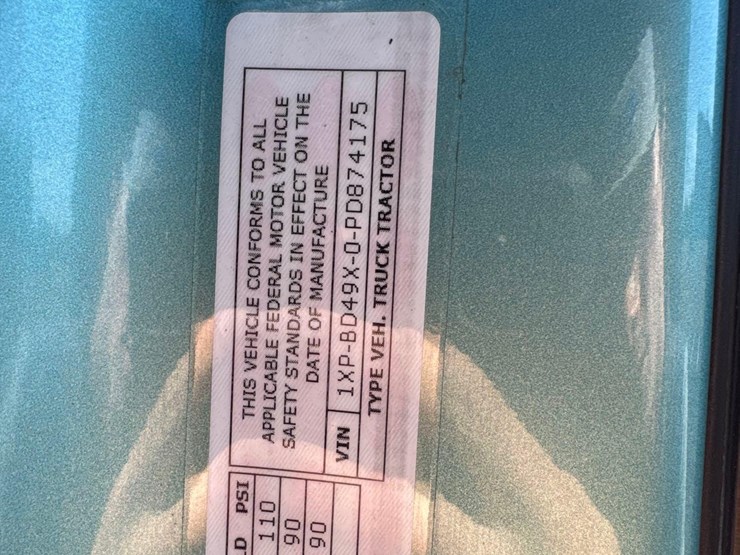 D PSI
110
90
90
THIS VEHICLE CONFORMS TO ALL
APPLICABLE FEDERAL MOTOR VEHICLE
SAFETY STANDARDS IN EFFECT ON THE
DATE OF MANUFACTURE
VIN 1XP-BD49X-0-PD874175
TYPE VEH. TRUCK TRACTOR